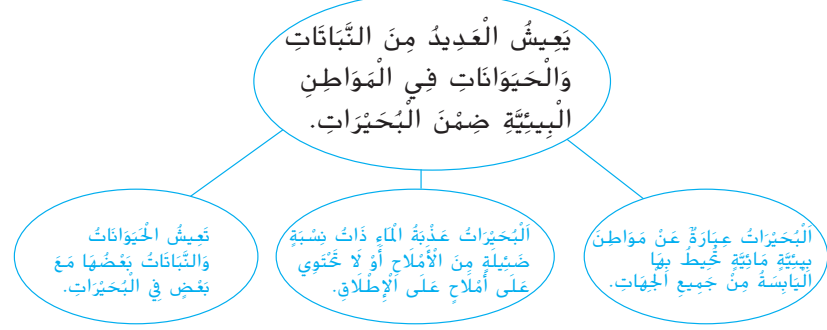 يَعِيشُ الْعَدِيدُ مِنَ النَّبَاتَاتِ
وَالْحَيَوَانَاتِ فِي الْمَوَاطِنِ
الْبِيئِيَّةِ ضِمْنَ الْبُحَيْرَاتِ.
اَلْبُحَيْرَاتُ عِبَارَةٌ عَنْ مَوَاطِنَ
بِيئِيَّةٍ مَائِيَّةٍ تُحِيطُ بِهَا
الْيَابِسَةُ مِنْ جَمِيعِ الْجِهَاتِ.
اَلْبُحَيْرَاتُ عَذْبَةُ الْمَاءِ ذَاتُ نِسْبَةٍ
ضَئِيلَةٍ مِنَ الْأَمْلَاحِ أَوْ لَا تَحْتَوِي
عَلَى أَمْلَاحٍ عَلَى الْإِطْلَاقِ.
تَعِيشُ الْحَيَوَانَاتُ
وَالنَّبَاتَاتُ بَعْضُهَا مَعَ
بَعْضٍ فِي الْبُحَيْرَاتِ.